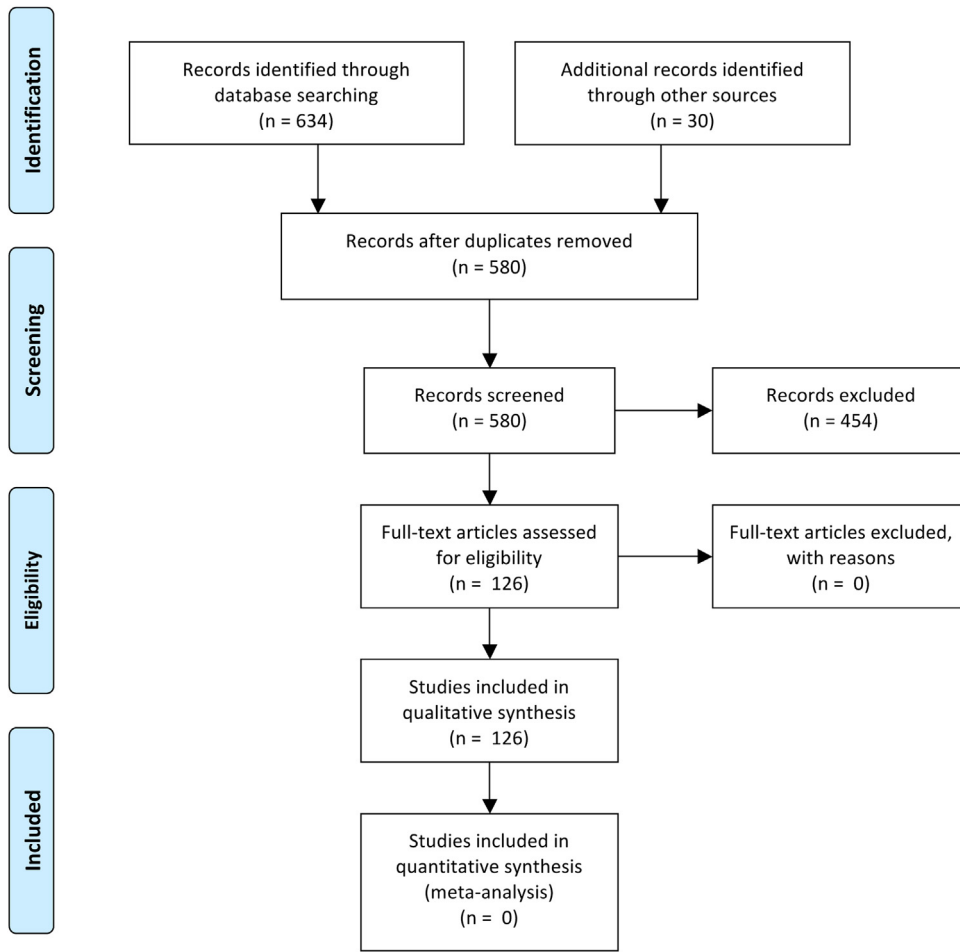 Identification
Records identified through
database searching
(n = 634)
Additional records identified
through other sources
(n = 30)
Records after duplicates removed
(n = 580)
Screening
Records screened
(n = 580)
Records excluded
(n = 454)
Eligibility
Full-text articles assessed
for eligibility
(n =  126)
Full-text articles excluded,
with reasons
(n =  0)
Studies included in
qualitative synthesis
(n =  126)
Included
Studies included in
quantitative synthesis
(meta-analysis)
(n =  0)